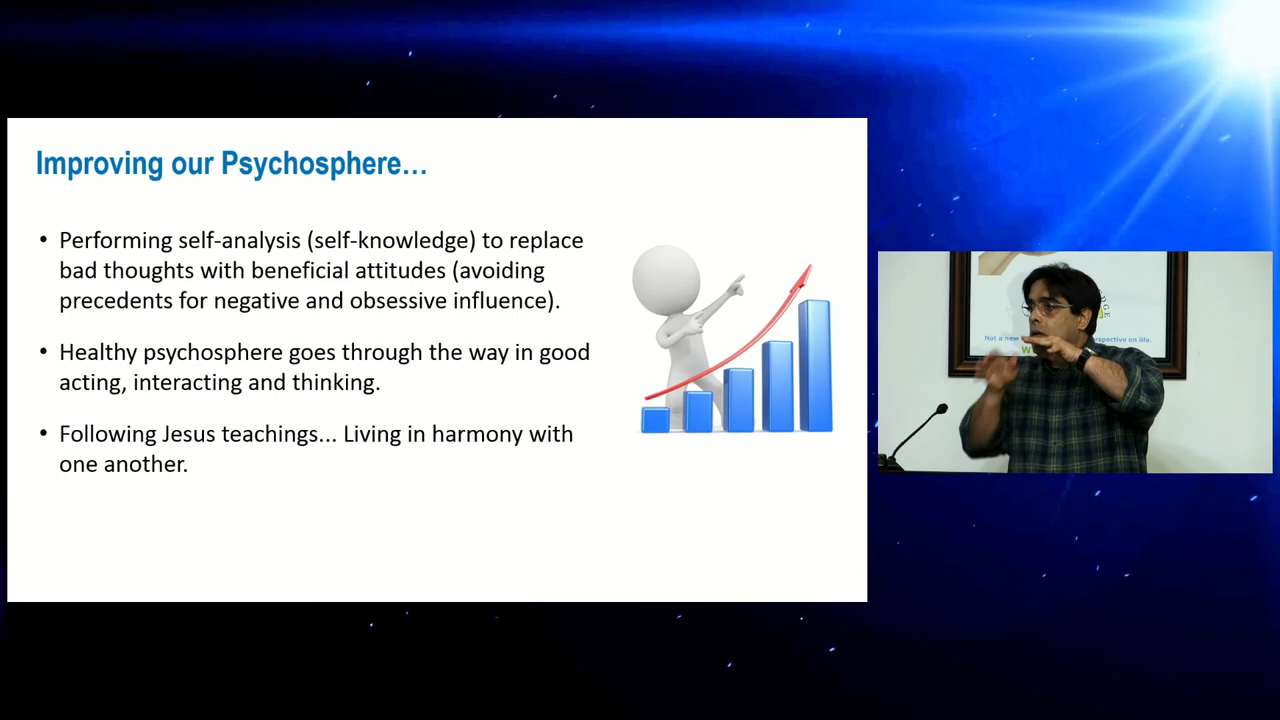 Improving our Psychosphere...
• Performing self-analysis (self-knowledge) to replace
bad thoughts with beneficial attitudes (avoiding
precedents for negative and obsessive influence).
• Healthy psychosphere goes through the way in good
acting, interacting and thinking.
• Following Jesus teachings... Living in harmony with
one another.
Not a new
perspective on life.